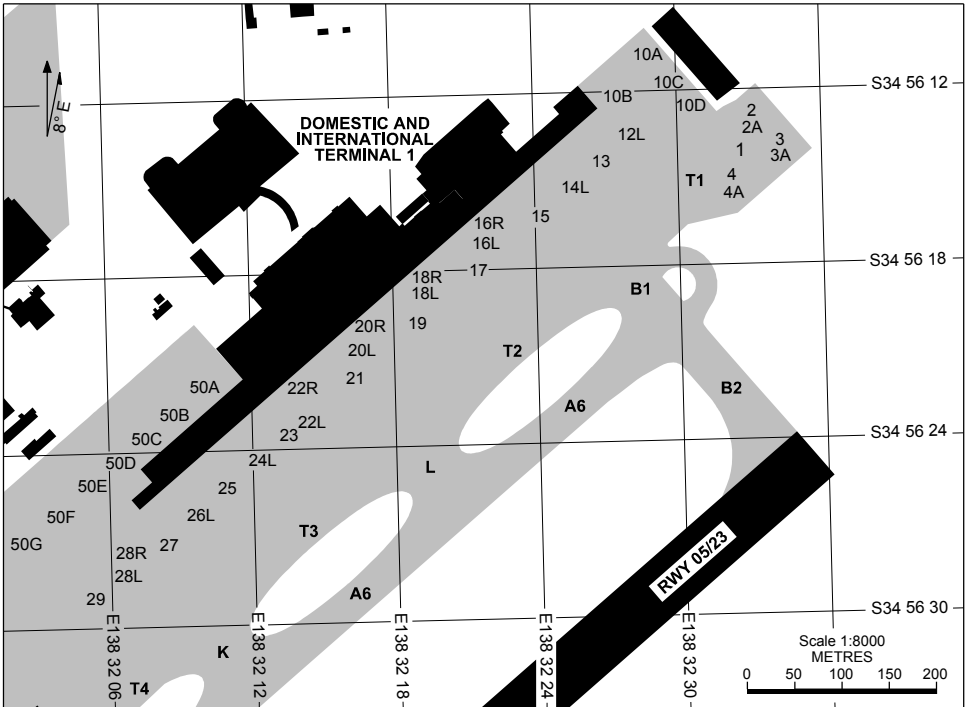 10A
10C
S34 56 12
10B
10D
2
8° E
DOMESTIC AND
INTERNATIONAL
TERMINAL 1
12L
2A
3
1
3A
13
4
T1
14L
4A
16R
15
16L
17
S34 56 18
18R
18L
B1
20R
19
20L
T2
21
50A
22R
B2
A6
50B
22L
50C
23
S34 56 24
50D
24L
L
50E
25
50F
26L
T3
50G
27
28R
RWY 05/23
28L
A6
29
S34 56 30
E138 32 06
E138 32 12
E138 32 18
E138 32 24
E138 32 30
K
T4
Scale 1:8000
METRES
0 50 100 150 200